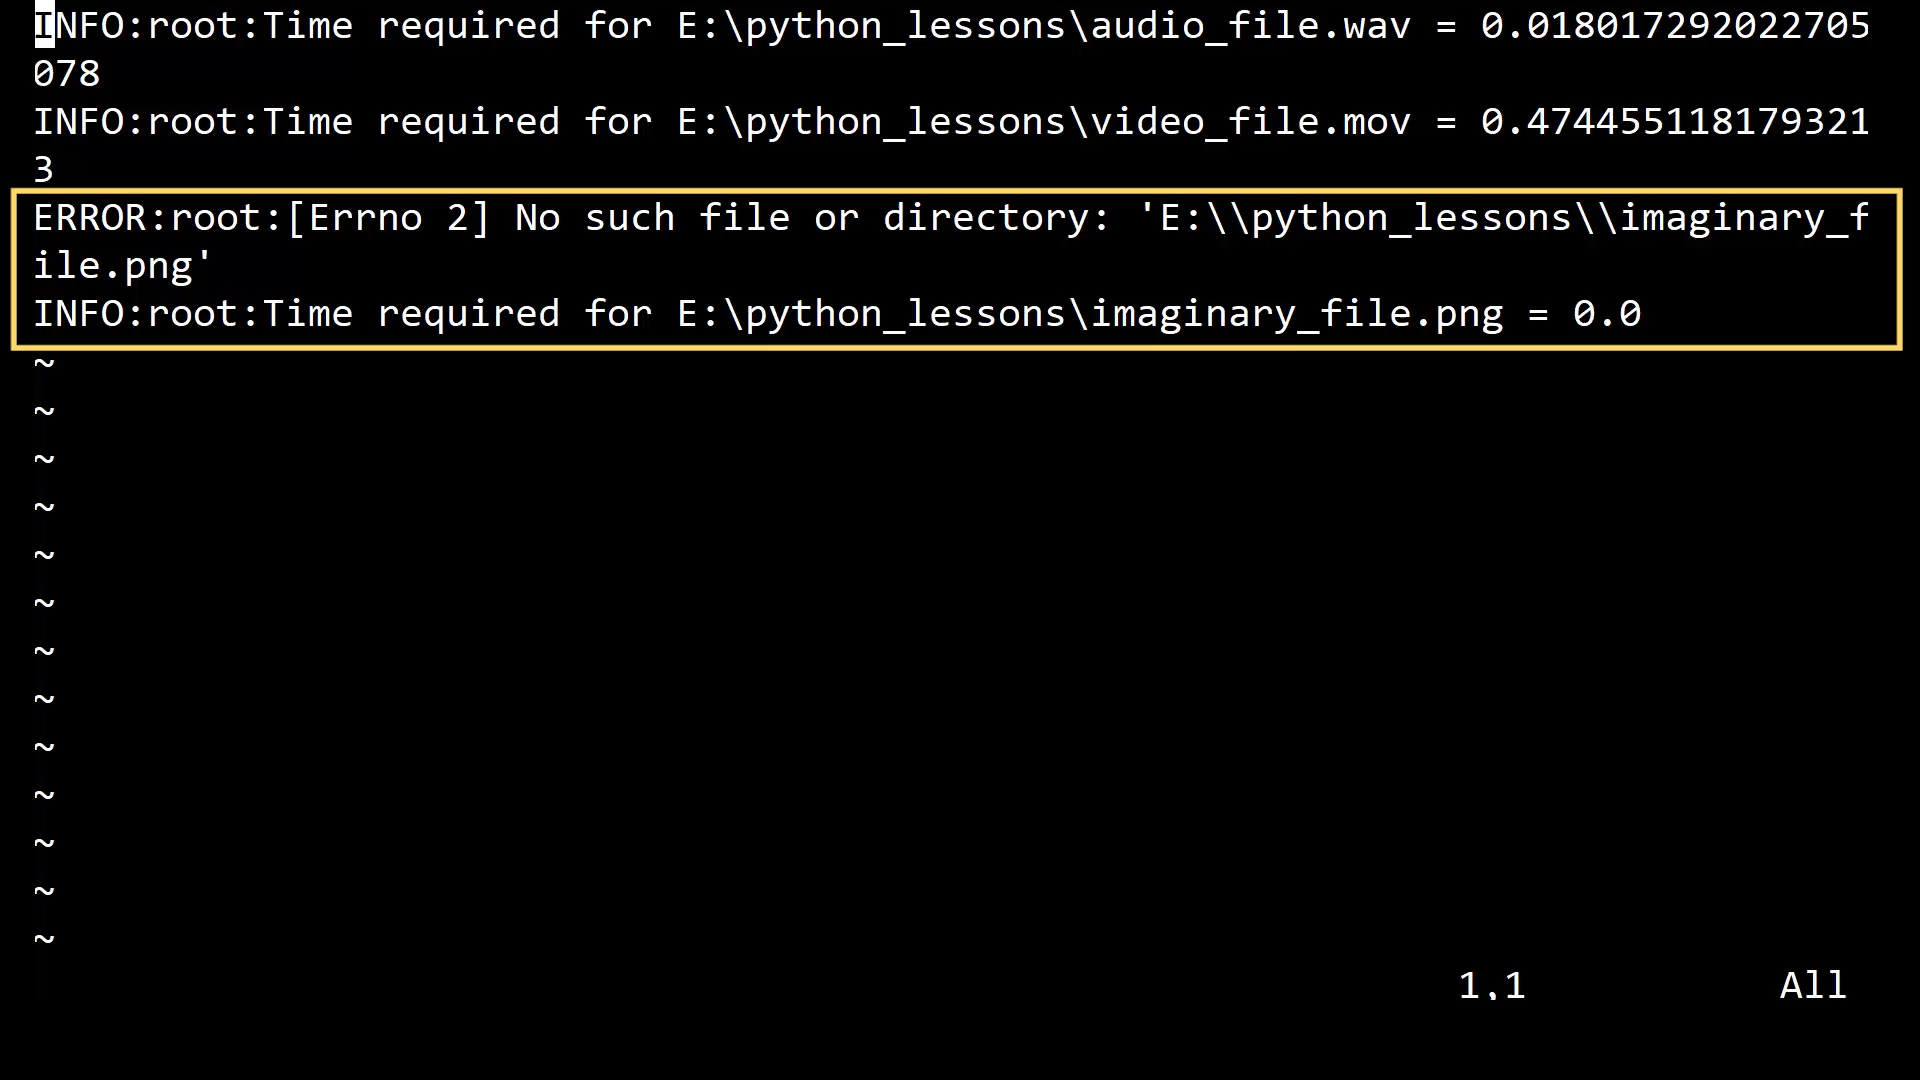 INFO:root:Time required for E:\python_lessons\audio_file.wav = 0.018017292022705
078
INFO:root:Time required for E:\python_lessons\video_file.mov = 0.474455118179321
3
ERROR:root:[Errno 2] No such file or directory: 'E:\\python_lessons\\imaginary_f
ile.png'
INFO:root:Time required for E:\python_lessons\imaginary_file.png = 0.0
~
~
~
~
~
~
~
~
~
~
~
~
~
1,1 All